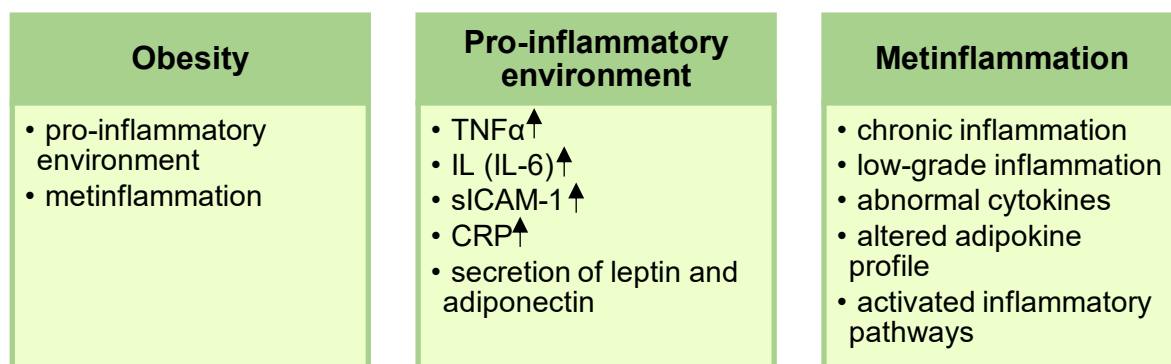 Obesity
• pro-inflammatory
environment
• metinflammation
Pro-inflammatory
environment
• TNFα↑
• IL (IL-6)↑
• sICAM-1↑
• CRP↑
• secretion of leptin and
adiponectin
Metinflammation
• chronic inflammation
• low-grade inflammation
• abnormal cytokines
• altered adipokine
profile
• activated inflammatory
pathways